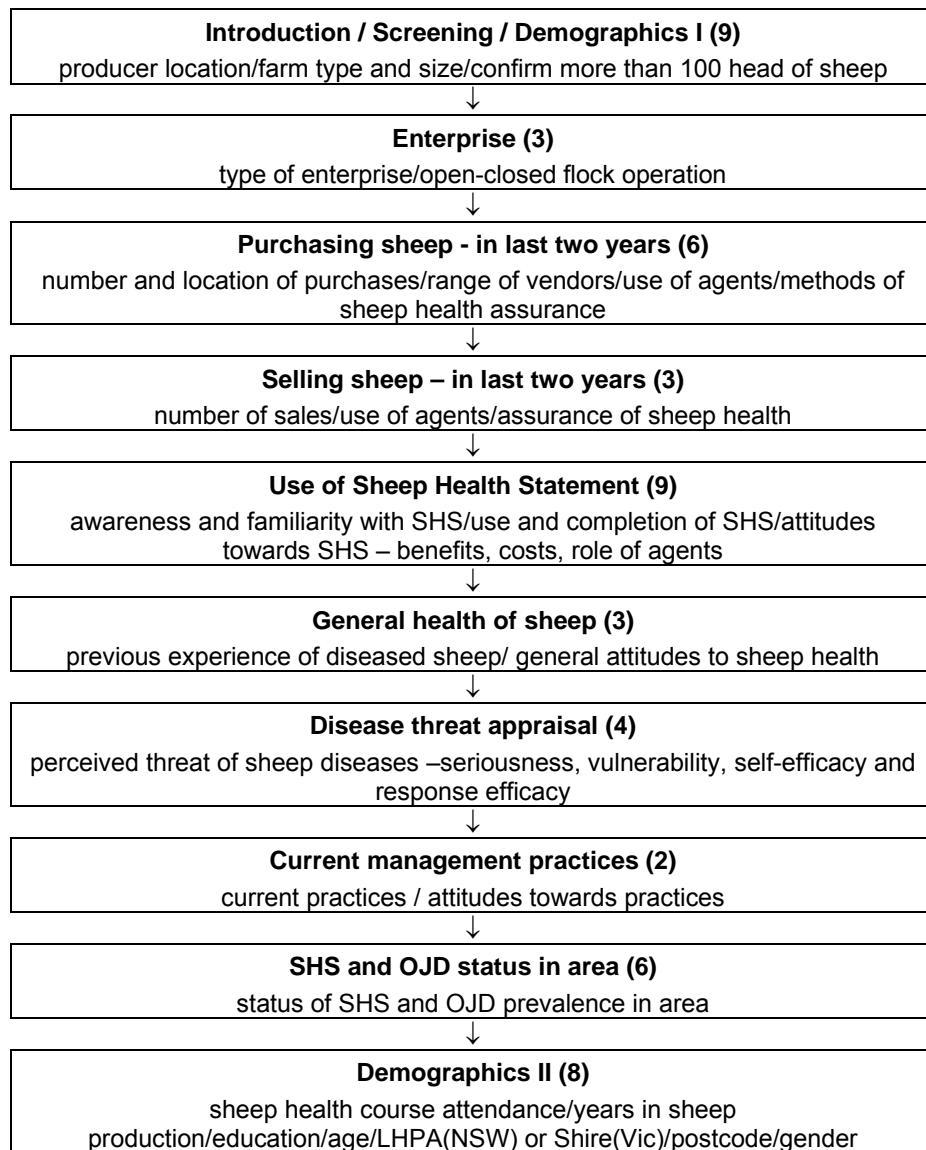 Introduction / Screening / Demographics I (9)
producer location/farm type and size/confirm more than 100 head of sheep
↓
Enterprise (3)
type of enterprise/open-closed flock operation
↓
Purchasing sheep - in last two years (6)
number and location of purchases/range of vendors/use of agents/methods of
sheep health assurance
↓
Selling sheep – in last two years (3)
number of sales/use of agents/assurance of sheep health
↓
Use of Sheep Health Statement (9)
awareness and familiarity with SHS/use and completion of SHS/attitudes
towards SHS – benefits, costs, role of agents
↓
General health of sheep (3)
previous experience of diseased sheep/ general attitudes to sheep health
↓
Disease threat appraisal (4)
perceived threat of sheep diseases –seriousness, vulnerability, self-efficacy and
response efficacy
↓
Current management practices (2)
current practices / attitudes towards practices
↓
SHS and OJD status in area (6)
status of SHS and OJD prevalence in area
↓
Demographics II (8)
sheep health course attendance/years in sheep
production/education/age/LHPA(NSW) or Shire(Vic)/postcode/gender